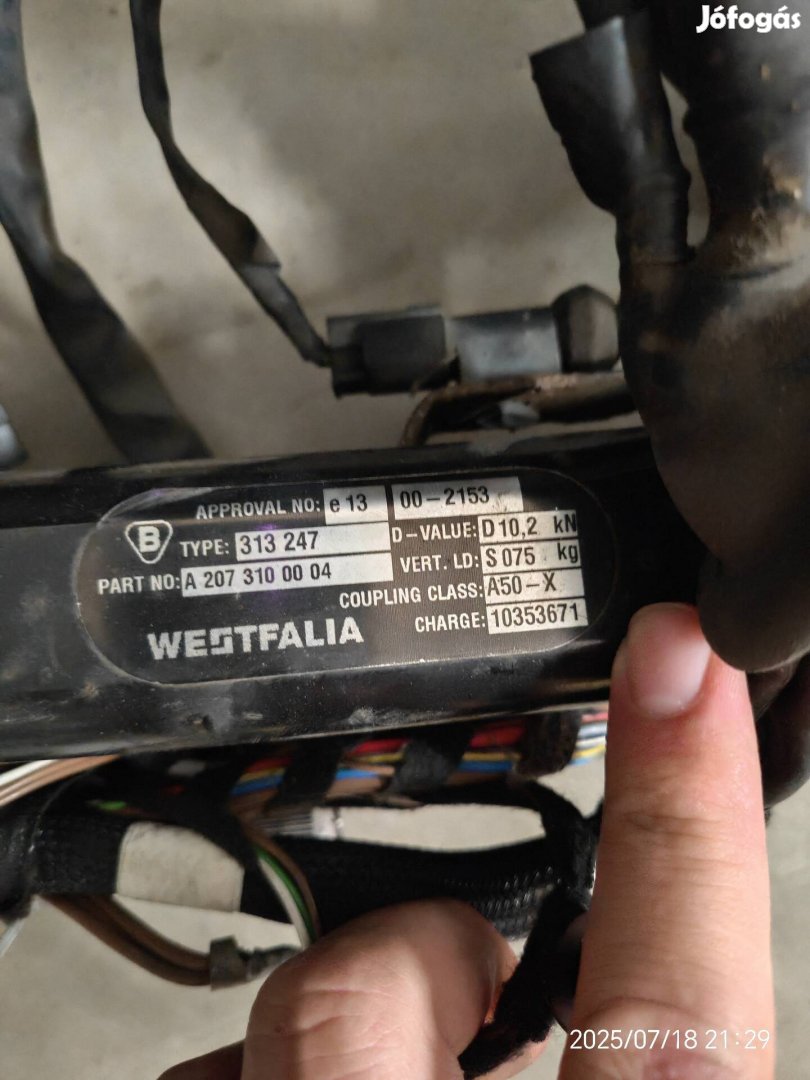 Jófogás
APPROVAL NO: e 13 00-2153
B
TYPE: 313 247 D-VALUE: D 10,2 kN
PART NO: A 207 310 00 04 VERT. LD: S 075 kg
COUPLING CLASS: A50-X
WESTFALIA CHARGE: 10353671
2025/07/18 21:29